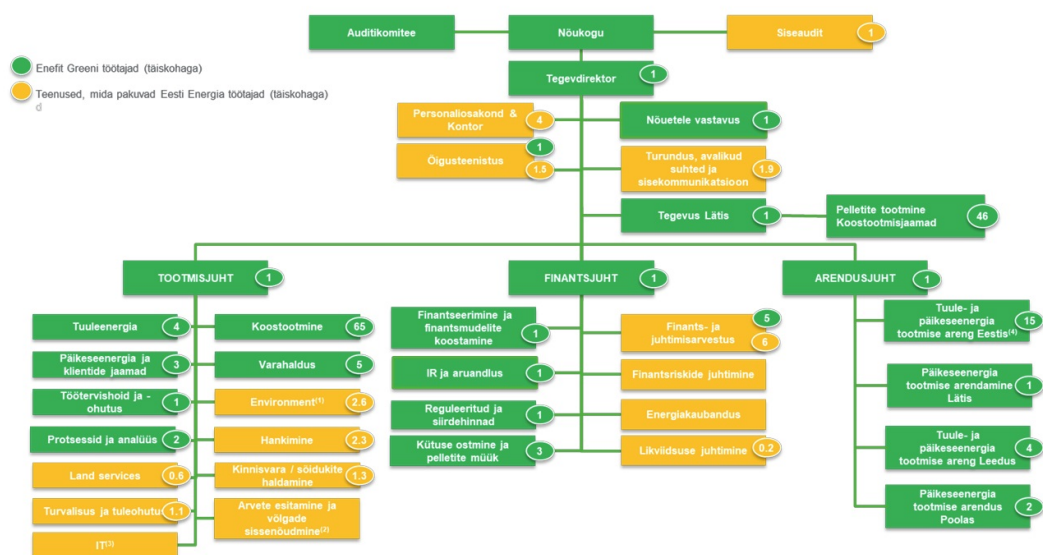 Auditikomitee
Nõukogu
Siseaudit
1
Enefit Greeni töötajad (täiskohaga)
Teenused, mida pakuvad Eesti Energia töötajad (täiskohaga)
d
Tegevdirektor
1
Personaliosakond &
Kontor
4
Nõuetele vastavus
1
Õigusteenistus
1
1.5
Turundus, avalikud
suhted ja
sisekommunikatsioon
1.9
Tegevus Lätis
1
Pelletite tootmine
Koostootmisjaamad
46
TOOTMISJUHT
1
FINANTSJUHT
1
ARENDUSJUHT
1
Tuuleenergia
4
Koostootmine
65
Päikeseenergia ja
klientide jaamad
3
Varahaldus
5
Töötervishoid ja -
ohutus
1
Environment(1)
2.6
Protsessid ja analüüs
2
Hankimine
2.3
Land services
0.6
Kinnisvara / sõidukite
haldamine
1.3
Turvalisus ja tuleohutus
1.1
Arvete esitamine ja
võlgade
sissenõudmine(2)
IT(3)
Finantseerimine ja
finantsmudelite
koostamine
1
Finants- ja
juhtimisarvestus
5
6
IR ja aruandlus
1
Finantsriskide juhtimine
Reguleeritud ja
siirdehinnad
1
Energiakaubandus
Kütuse ostmine ja
pelletite müük
3
Likviidsuse juhtimine
0.2
Tuule- ja
päikeseenergia
tootmise areng Eestis(4)
15
Päikeseenergia
tootmise arendamine
Lätis
1
Tuule- ja
päikeseenergia
tootmise areng Leedus
4
Päikeseenergia
tootmise arendus
Poolas
2